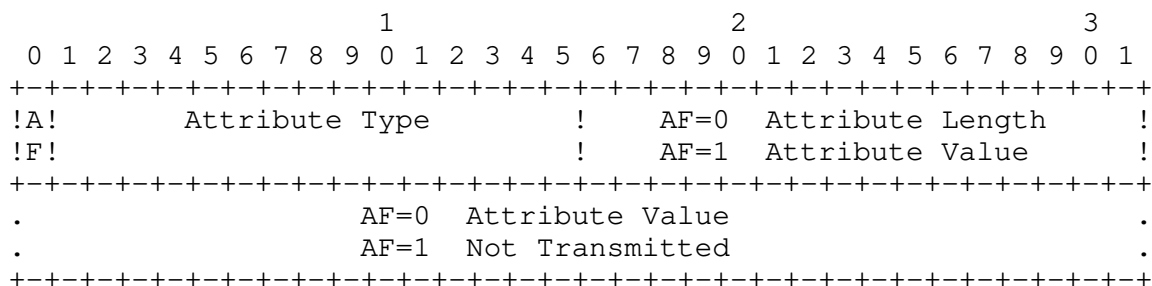 1                   2                   3
 0 1 2 3 4 5 6 7 8 9 0 1 2 3 4 5 6 7 8 9 0 1 2 3 4 5 6 7 8 9 0 1
+-+-+-+-+-+-+-+-+-+-+-+-+-+-+-+-+-+-+-+-+-+-+-+-+-+-+-+-+-+-+-+-+
!A!       Attribute Type        !    AF=0  Attribute Length     !
!F!                             !    AF=1  Attribute Value      !
+-+-+-+-+-+-+-+-+-+-+-+-+-+-+-+-+-+-+-+-+-+-+-+-+-+-+-+-+-+-+-+-+
.                   AF=0  Attribute Value                       .
.                   AF=1  Not Transmitted                       .
+-+-+-+-+-+-+-+-+-+-+-+-+-+-+-+-+-+-+-+-+-+-+-+-+-+-+-+-+-+-+-+-+